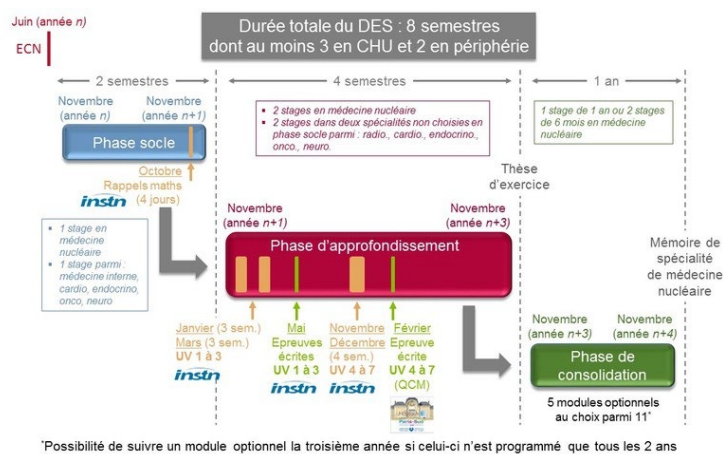 Juin (année n)
ECN
Durée totale du DES : 8 semestres
dont au moins 3 en CHU et 2 en périphérie
2 semestres
4 semestres
1 an
Novembre
(année n)
Novembre
(année n+1)
Phase socle
Octobre
Rappels maths
(4 jours)
instn
2 stages en médecine nucléaire
2 stages dans deux spécialités non choisies en
phase socle parmi : radio., cardio., endocrino.,
onco., neuro.
1 stage de 1 an ou 2 stages
de 6 mois en médecine
nucléaire
Thèse
d'exercice
1 stage en
médecine
nucléaire
1 stage parmi :
médecine interne,
cardio, endocrino,
onco, neuro
Novembre
(année n+1)
Novembre
(année n+3)
Phase d'approfondissement
Mémoire de
spécialité
de médecine
nucléaire
Janvier (3 sem.)
Mars (3 sem.)
UV 1 à 3
instn
Mai
Epreuves
écrites
UV 1 à 3
instn
Novembre
Décembre
(4 sem.)
UV 4 à 7
instn
Février
Epreuve
écrite
UV 4 à 7
(QCM)
Novembre
(année n+3)
Novembre
(année n+4)
Phase de
consolidation
5 modules optionnels
au choix parmi 11*
*Possibilité de suivre un module optionnel la troisième année si celui-ci n'est programmé que tous les 2 ans